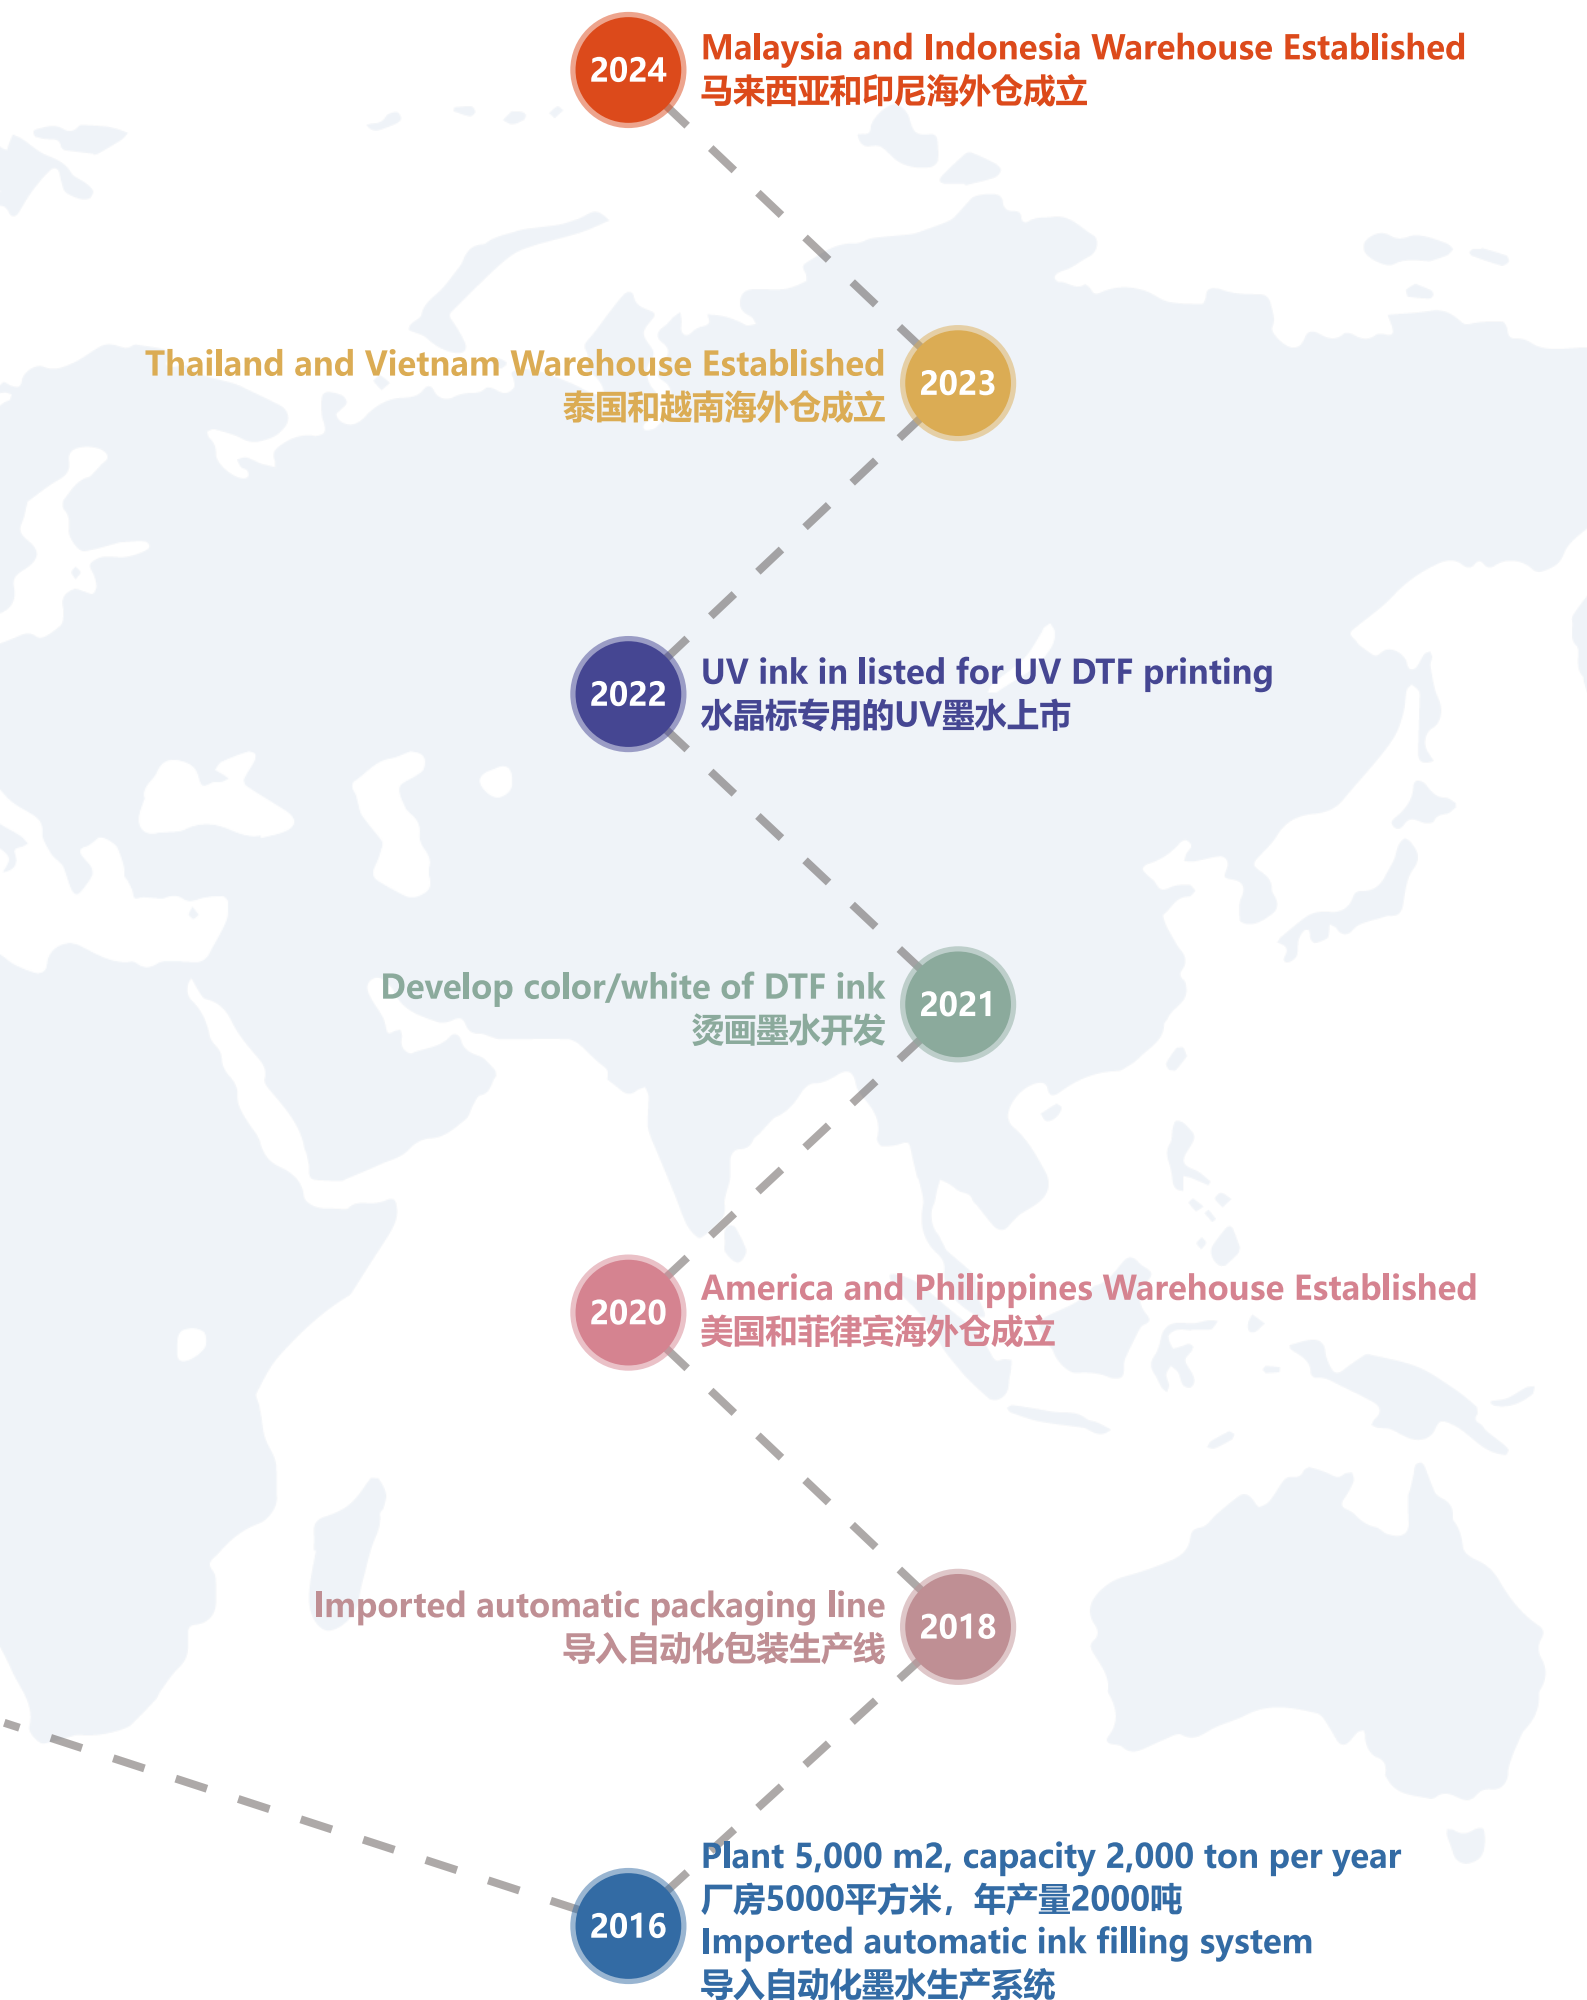 2024
Malaysia and Indonesia Warehouse Established
马来西亚和印尼海外仓成立
Thailand and Vietnam Warehouse Established
泰国和越南海外仓成立
2023
2022
UV ink in listed for UV DTF printing
水晶标专用的UV墨水上市
Develop color/white of DTF ink
烫画墨水开发
2021
2020
America and Philippines Warehouse Established
美国和菲律宾海外仓成立
Imported automatic packaging line
导入自动化包装生产线
2018
2016
Plant 5,000 m2, capacity 2,000 ton per year
厂房5000平方米，年产量2000吨
Imported automatic ink filling system
导入自动化墨水生产系统